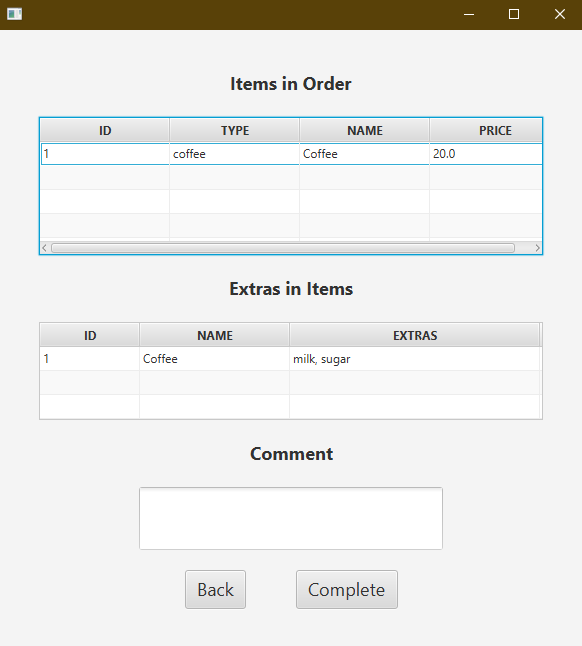 Items in Order
ID TYPE NAME PRICE
1 coffee Coffee 20.0
Extras in Items
ID NAME EXTRAS
1 Coffee milk, sugar
Comment
Back Complete